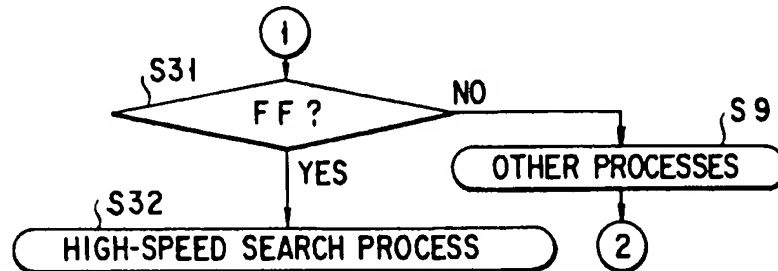 1
S31
FF?
NO
S9
YES
OTHER PROCESSES
S32
HIGH-SPEED SEARCH PROCESS
2